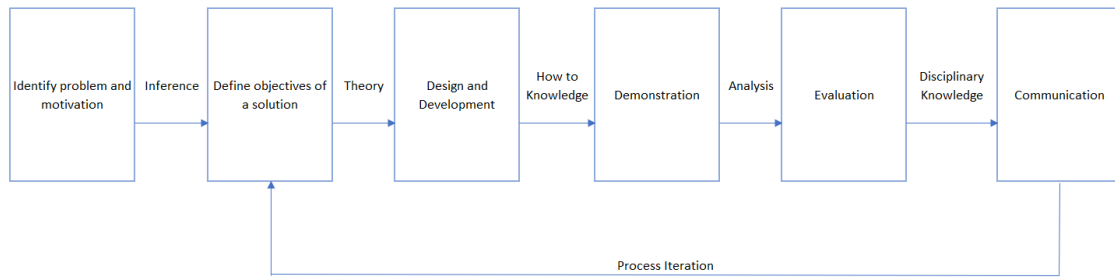 Identify problem and
motivation
Inference
Define objectives of
a solution
Theory
Design and
Development
How to
Knowledge
Demonstration
Analysis
Evaluation
Disciplinary
Knowledge
Communication
Process Iteration